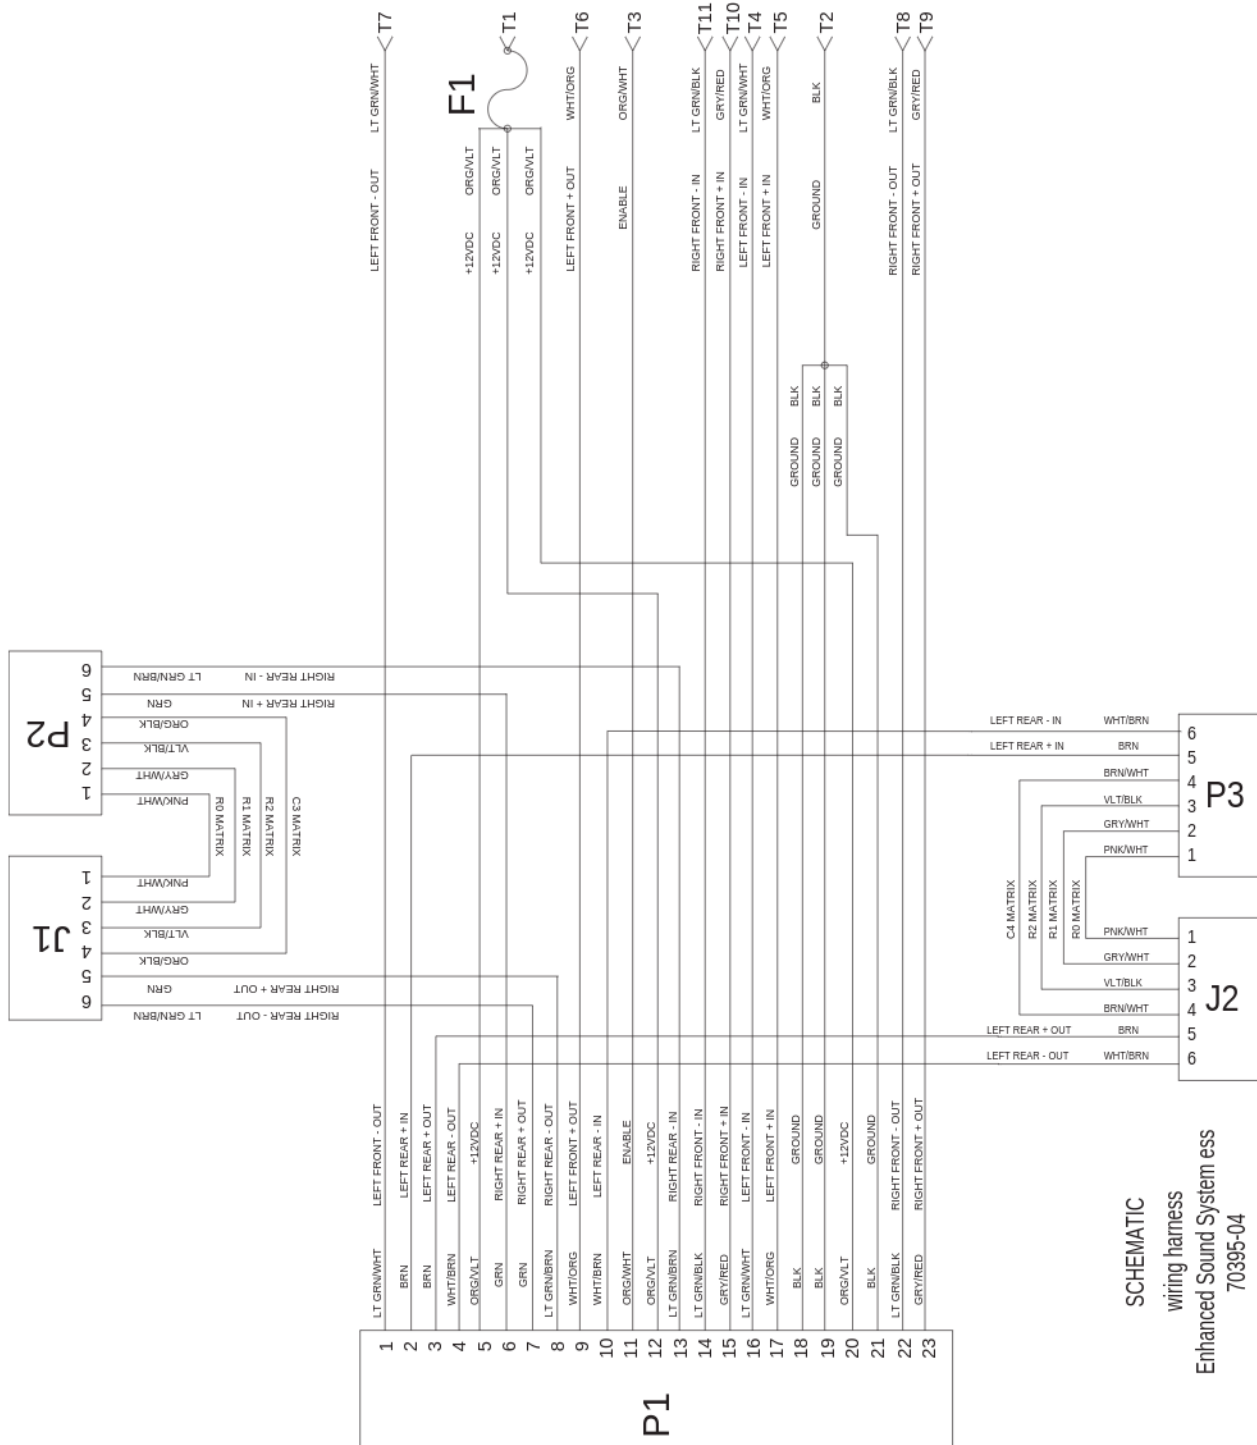 T7
T1
T6
T3
T11
T10
T4
T5
T2
T8
T9
F1
LT GRN/WHT
WHT/ORG
ORG/WHT
LT GRN/BLK
GRY/RED
LT GRN/WHT
WHT/ORG
BLK
LT GRN/BLK
GRY/RED
ORG/VLT
ORG/VLT
ORG/VLT
LEFT FRONT - OUT
+12VDC
+12VDC
+12VDC
LEFT FRONT + OUT
ENABLE
RIGHT FRONT - IN
RIGHT FRONT + IN
LEFT FRONT - IN
LEFT FRONT + IN
GROUND
RIGHT FRONT - OUT
RIGHT FRONT + OUT
BLK
BLK
BLK
GROUND
GROUND
GROUND
P2
6 LT GRN/BRN RIGHT REAR - IN
5 GRN RIGHT REAR + IN
4 ORG/BLK
3 VLT/BLK
2 GRY/WHT
1 PNK/WHT
R0 MATRIX
R1 MATRIX
R2 MATRIX
C3 MATRIX
J1
1 PNK/WHT
2 GRY/WHT
3 VLT/BLK
4 ORG/BLK
5 GRN RIGHT REAR + OUT
6 LT GRN/BRN RIGHT REAR - OUT
P3
LEFT REAR - IN WHT/BRN 6
LEFT REAR + IN BRN 5
BRN/WHT 4
VLT/BLK 3
GRY/WHT 2
PNK/WHT 1
C4 MATRIX
R2 MATRIX
R1 MATRIX
R0 MATRIX
J2
PNK/WHT 1
GRY/WHT 2
VLT/BLK 3
BRN/WHT 4
LEFT REAR + OUT BRN 5
LEFT REAR - OUT WHT/BRN 6
LEFT FRONT - OUT
LEFT REAR + IN
LEFT REAR + OUT
LEFT REAR - OUT
+12VDC
RIGHT REAR + IN
RIGHT REAR + OUT
RIGHT REAR - OUT
LEFT FRONT + OUT
LEFT REAR - IN
ENABLE
+12VDC
RIGHT REAR - IN
RIGHT FRONT - IN
RIGHT FRONT + IN
LEFT FRONT - IN
LEFT FRONT + IN
GROUND
GROUND
+12VDC
GROUND
RIGHT FRONT - OUT
RIGHT FRONT + OUT
LT GRN/WHT
BRN
BRN
WHT/BRN
ORG/VLT
GRN
GRN
LT GRN/BRN
WHT/ORG
WHT/BRN
ORG/WHT
ORG/VLT
LT GRN/BRN
LT GRN/BLK
GRY/RED
LT GRN/WHT
WHT/ORG
BLK
BLK
ORG/VLT
BLK
LT GRN/BLK
GRY/RED
1
2
3
4
5
6
7
8
9
10
11
12
13
14
15
16
17
18
19
20
21
22
23
P1
SCHEMATIC
wiring harness
Enhanced Sound System ess
70395-04